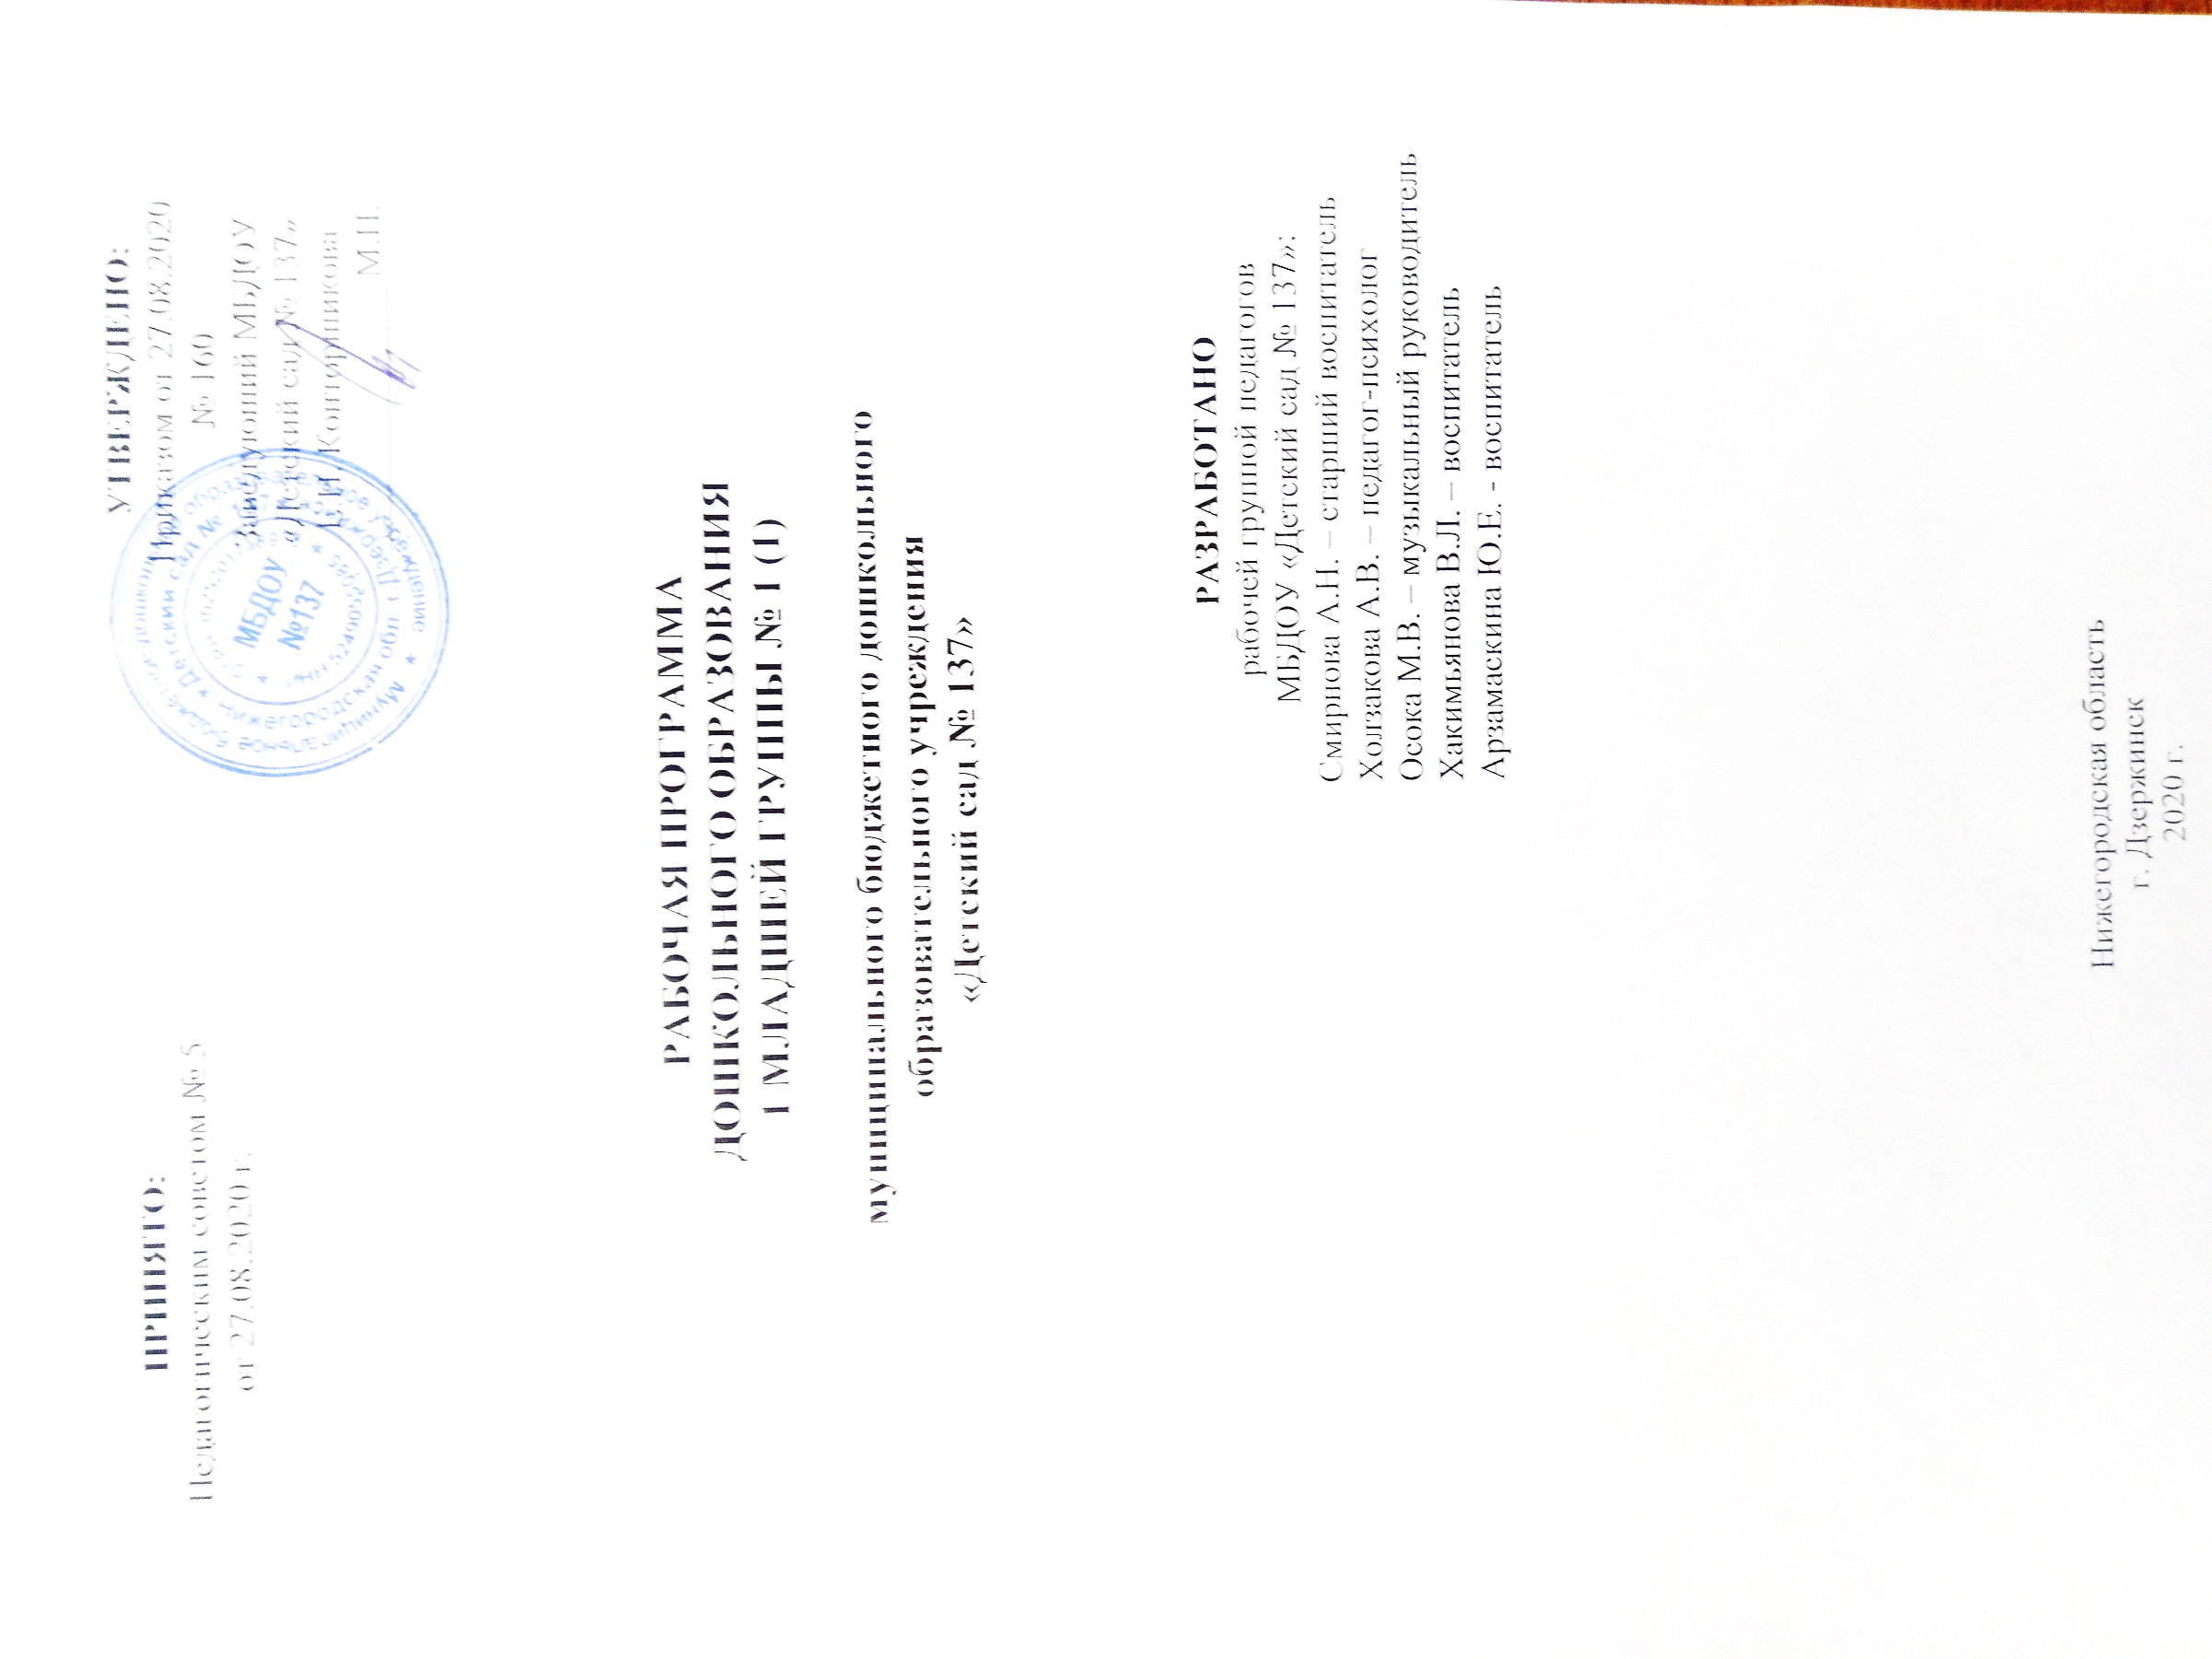 ПРИНЯТО:
Педагогическим советом № 5
от 27.08.2020 г.
УТВЕРЖДЕНО:
Приказом от 27.08.2020
№ 160
Заведующий МБДОУ
«Детский сад № 137»
М.П.
МБДОУ
№137
РАБОЧАЯ ПРОГРАММА
ДОШКОЛЬНОГО ОБРАЗОВАНИЯ
1 МЛАДШЕЙ ГРУППЫ № 1 (1)
муниципального бюджетного дошкольного
образовательного учреждения
«Детский сад № 137»
РАЗРАБОТАНО
рабочей группой педагогов
МБДОУ «Детский сад № 137»:
Смирнова А.Н. – старший воспитатель
Холзакова А.В. – педагог-психолог
Осока М.В. – музыкальный руководитель
Хакимьянова В.Л. – воспитатель
Арзамаскина Ю.Е. - воспитатель
Нижегородская область
г. Дзержинск
2020 г.